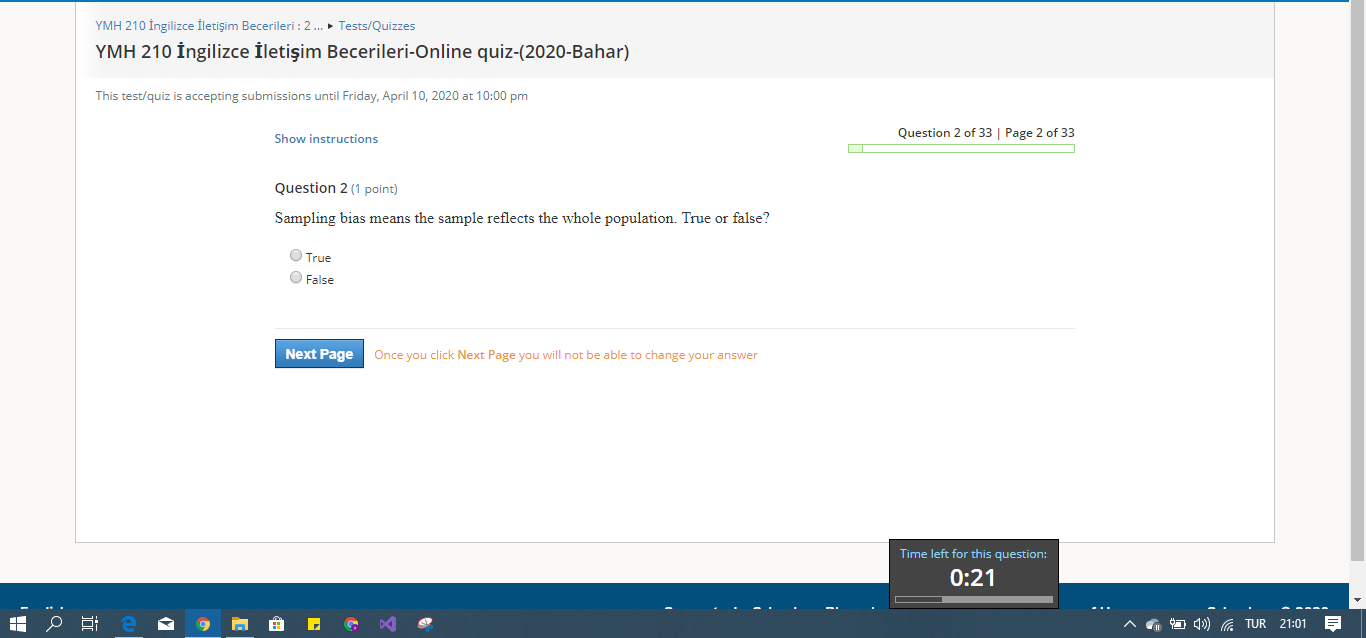 YMH 210 İngilizce İletişim Becerileri : 2 ... ▸ Tests/Quizzes
YMH 210 İngilizce İletişim Becerileri-Online quiz-(2020-Bahar)
This test/quiz is accepting submissions until Friday, April 10, 2020 at 10:00 pm
Show instructions
Question 2 of 33 | Page 2 of 33
Question 2 (1 point)
Sampling bias means the sample reflects the whole population. True or false?
True
False
Next Page
Once you click Next Page you will not be able to change your answer
Time left for this question:
0:21
TUR
21:01